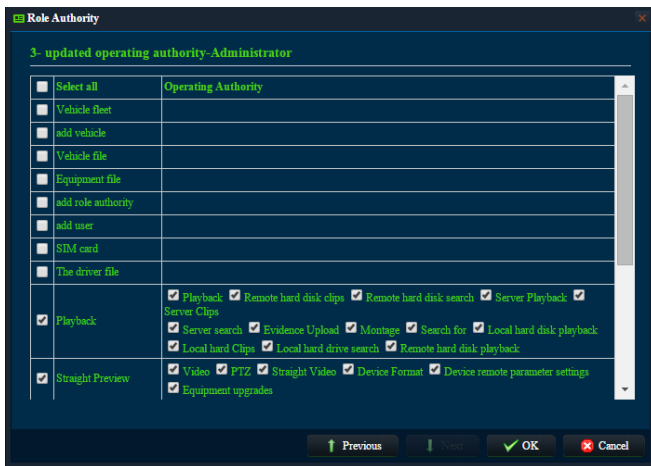 Role Authority
3- updated operating authority-Administrator
Select all Operating Authority
Vehicle fleet
add vehicle
Vehicle file
Equipment file
add role authority
add user
SIM card
The driver file
Playback Remote hard disk clips Remote hard disk search Server Playback
Server Clips
Playback Server search Evidence Upload Montage Search for Local hard disk playback
Local hard Clips Local hard drive search Remote hard disk playback
Straight Preview Video PTZ Straight Video Device Format Device remote parameter settings
Equipment upgrades
Previous Next OK Cancel